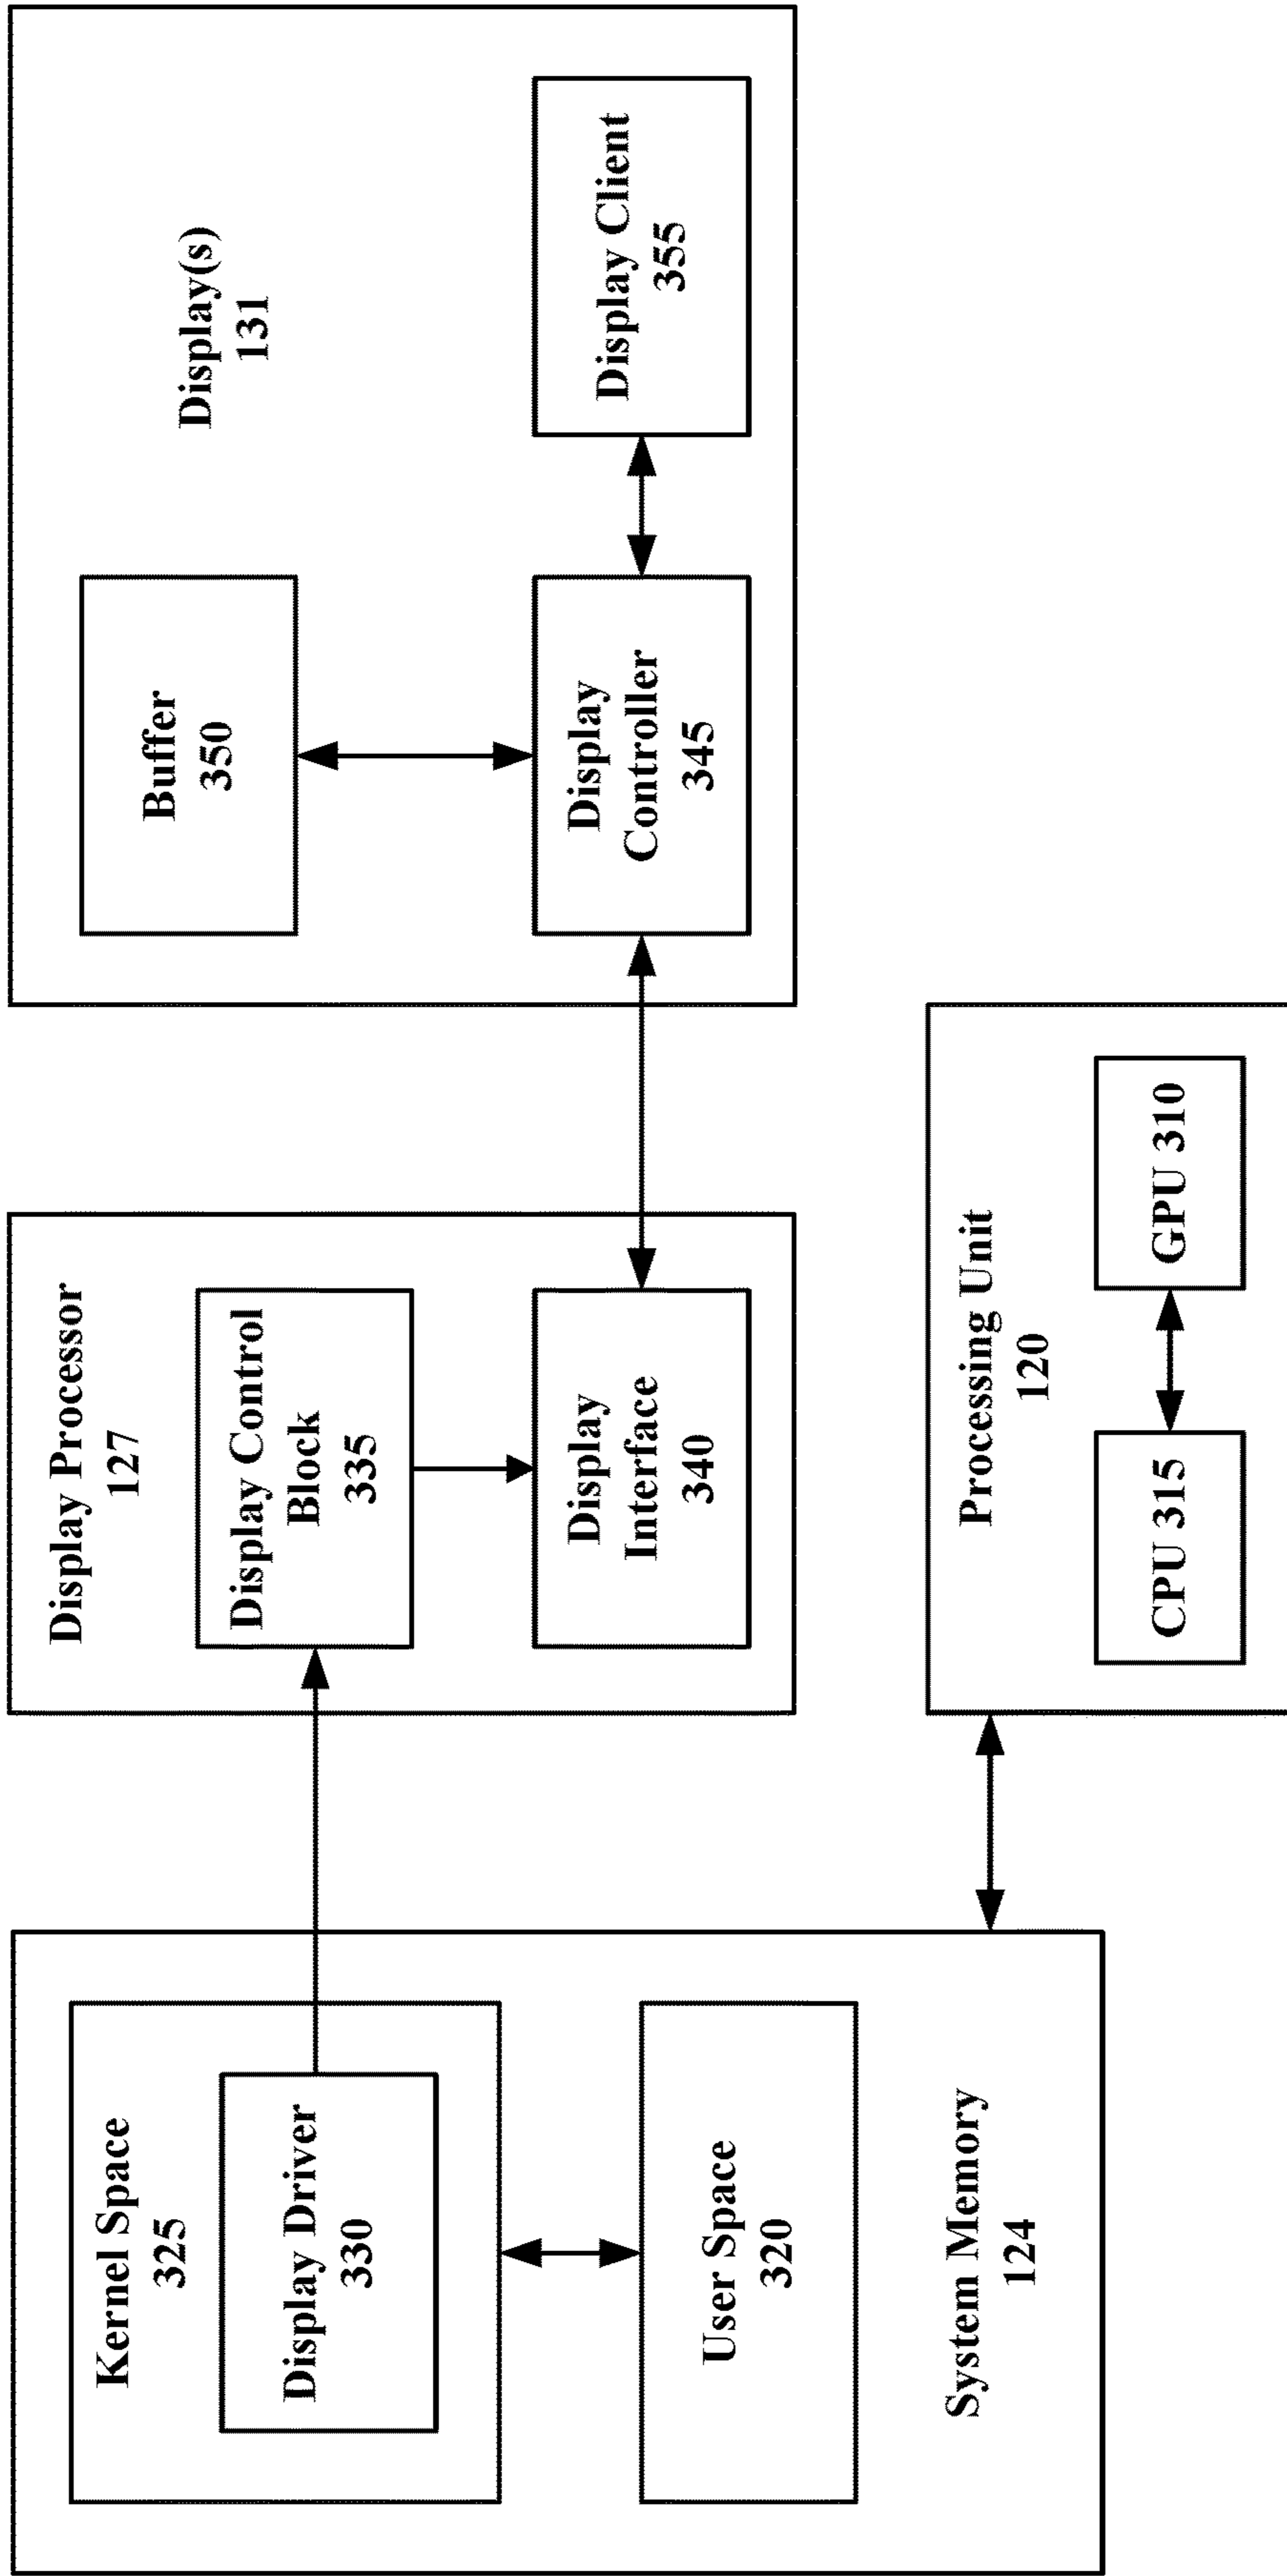 Kernel Space
325
Display Driver
330
User Space
320
System Memory
124
Display Processor
127
Display Control
Block
335
Display
Interface
340
Display(s)
131
Buffer
350
Display
Controller
345
Display Client
355
Processing Unit
120
CPU 315
GPU 310